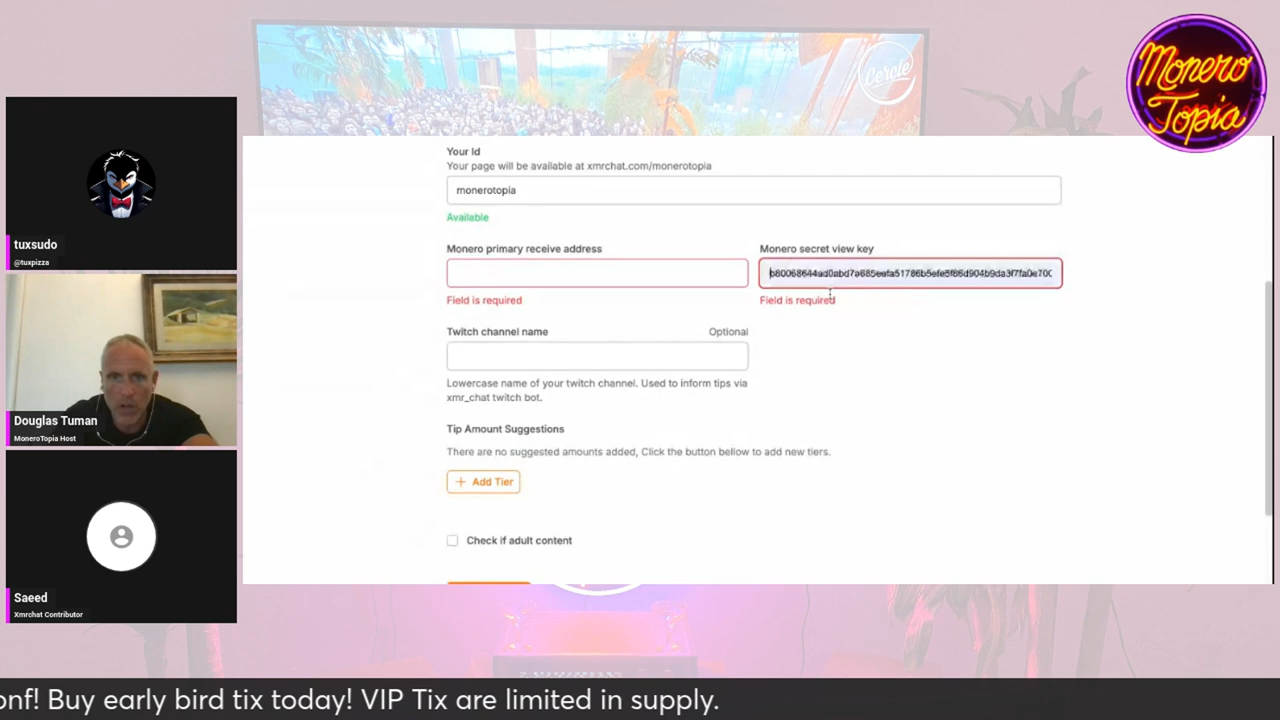 Cercle
Monero
Topia
tuxsudo
@tuxpizza
Douglas Tuman
MoneroTopia Host
Saeed
Xmrchat Contributor
Your Id
Your page will be available at xmrchat.com/monerotopia
monerotopia
Available
Monero primary receive address
Monero secret view key
Field is required
Field is required
Twitch channel name
Optional
Lowercase name of your twitch channel. Used to inform tips via
xmr_chat twitch bot.
Tip Amount Suggestions
There are no suggested amounts added, Click the button bellow to add new tiers.
+ Add Tier
Check if adult content
onf! Buy early bird tix today! VIP Tix are limited in supply.